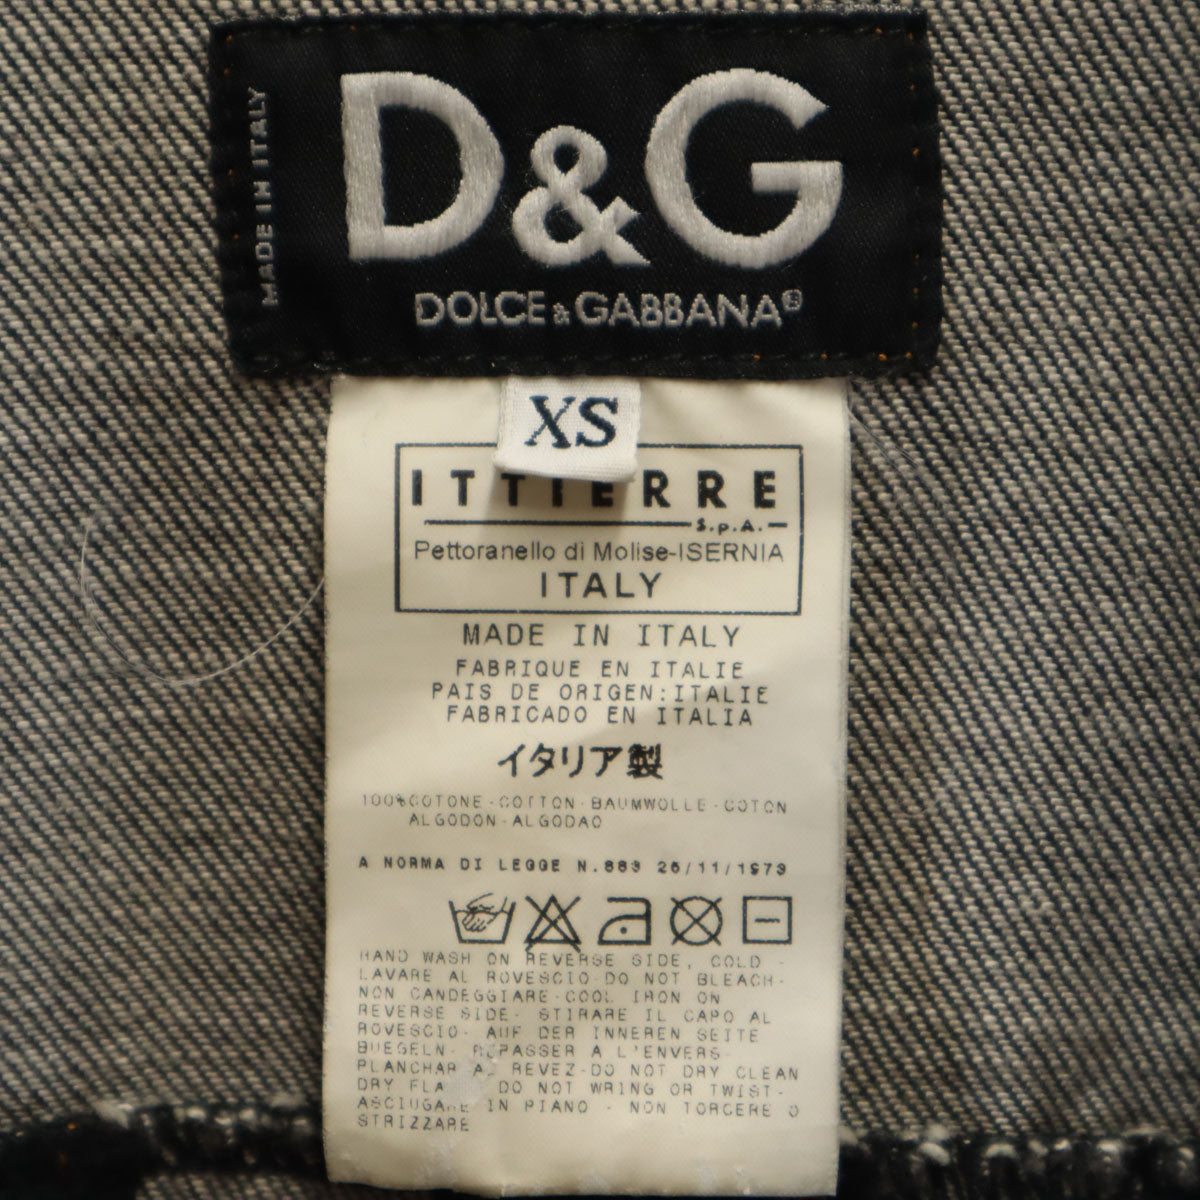 MADE IN ITALY
D&G
DOLCE & GABBANA®
XS
ITTIERRE
S.p.A.
Pettoranello di Molise-ISERNIA
ITALY
MADE IN ITALY
FABRIQUE EN ITALIE
PAIS DE ORIGEN:ITALIE
FABRICADO EN ITALIA
イタリア製
100%COTONE-COTTON-BAUMWOLLE-COTON
ALGODON-ALGODAO
A NORMA DI LEGGE N.883 26/11/1973
HAND WASH ON REVERSE SIDE, COLD -
LAVARE AL ROVESCIO-DO NOT BLEACH-
NON CANDEGGIARE-COOL IRON ON
REVERSE SIDE- STIRARE IL CAPO AL
ROVESCIO- AUF DER INNEREN SEITE
BUEGELN- REPASSER A L'ENVERS-
PLANCHAR AL REVEZ-DO NOT DRY CLEAN
DRY DO NOT WRING OR TWIST-
ASCIUGARE IN PIANO - NON TORCERE O
STRIZZARE